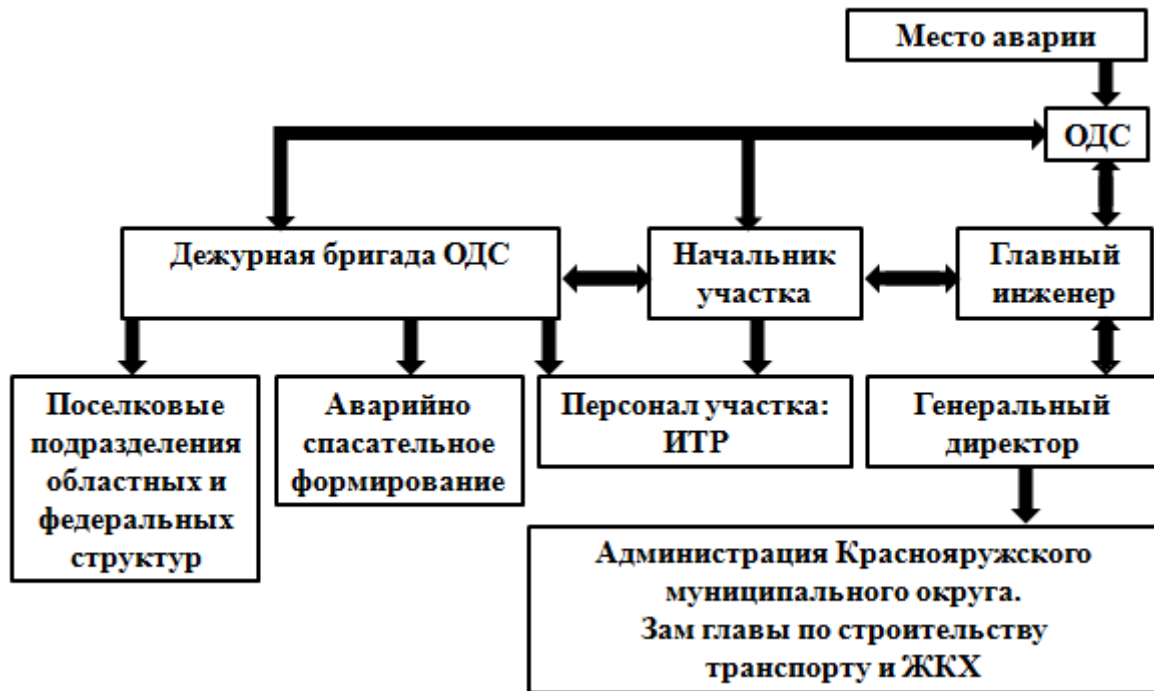 Место аварии
ОДС
Дежурная бригада ОДС
Начальник
участка
Главный
инженер
Поселковые
подразделения
областных и
федеральных
структур
Аварийно
спасательное
формирование
Персонал участка:
ИТР
Генеральный
директор
Администрация Краснояружского
муниципального округа.
Зам главы по строительству
транспорту и ЖКХ